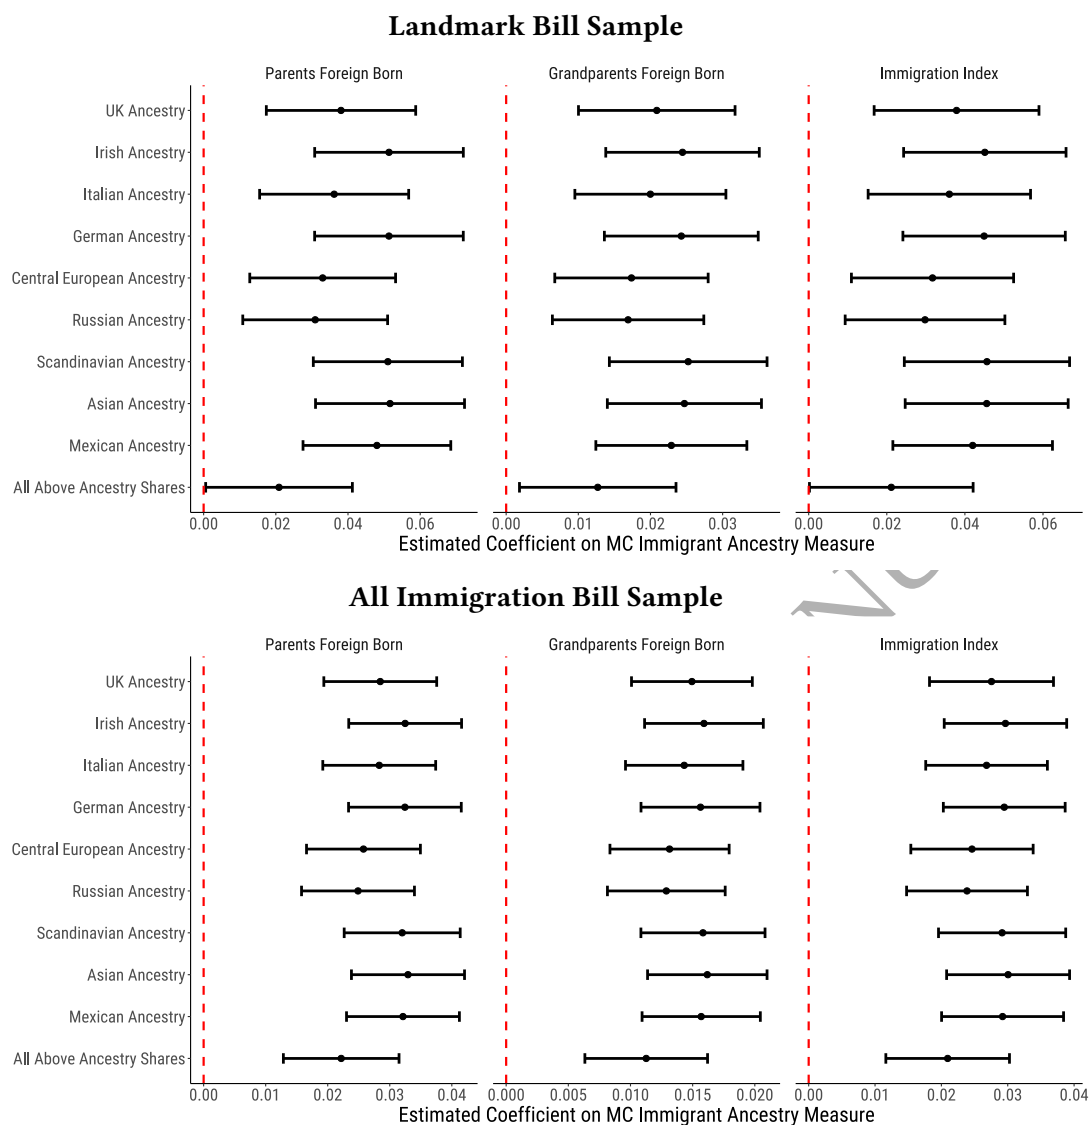 Landmark Bill Sample
Parents Foreign Born Grandparents Foreign Born Immigration Index
UK Ancestry
Irish Ancestry
Italian Ancestry
German Ancestry
Central European Ancestry
Russian Ancestry
Scandinavian Ancestry
Asian Ancestry
Mexican Ancestry
All Above Ancestry Shares
0.00 0.02 0.04 0.06 0.00 0.01 0.02 0.03 0.00 0.02 0.04 0.06
Estimated Coefficient on MC Immigrant Ancestry Measure
All Immigration Bill Sample
Parents Foreign Born Grandparents Foreign Born Immigration Index
UK Ancestry
Irish Ancestry
Italian Ancestry
German Ancestry
Central European Ancestry
Russian Ancestry
Scandinavian Ancestry
Asian Ancestry
Mexican Ancestry
All Above Ancestry Shares
0.00 0.01 0.02 0.03 0.04 0.000 0.005 0.010 0.015 0.020 0.00 0.01 0.02 0.03 0.04
Estimated Coefficient on MC Immigrant Ancestry Measure